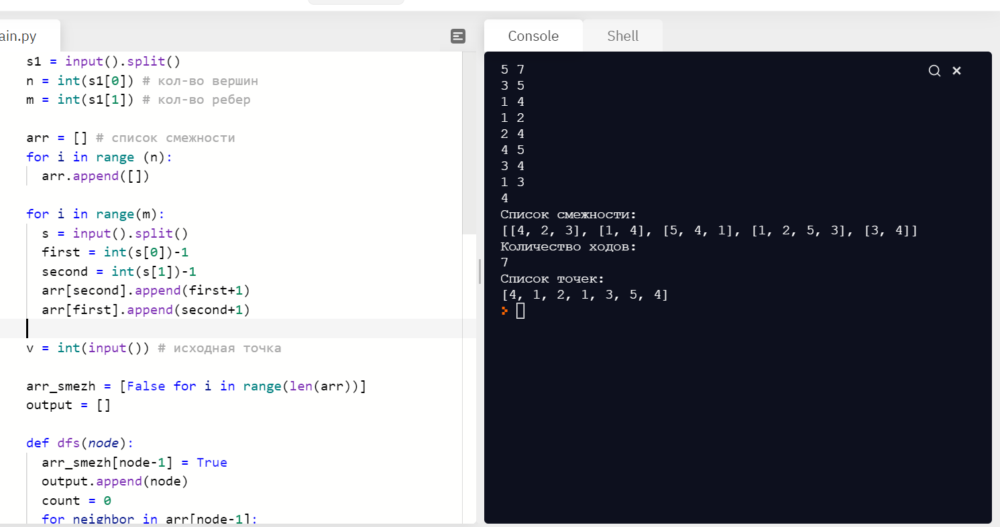 ain.py
s1 = input().split()
n = int(s1[0]) # кол-во вершин
m = int(s1[1]) # кол-во ребер
arr = [] # список смежности
for i in range (n):
arr.append([])
for i in range(m):
s = input().split()
first = int(s[0])-1
second = int(s[1])-1
arr[second].append(first+1)
arr[first].append(second+1)
v = int(input()) # исходная точка
arr_smezh = [False for i in range(len(arr))]
output = []
def dfs(node):
arr_smezh[node-1] = True
output.append(node)
count = 0
for neighbor in arr[node-1]:
Console
Shell
5 7
3 5
1 4
1 2
2 4
4 5
3 4
1 3
4
Список смежности:
[[4, 2, 3], [1, 4], [5, 4, 1], [1, 2, 5, 3], [3, 4]]
Количество ходов:
7
Список точек:
[4, 1, 2, 1, 3, 5, 4]